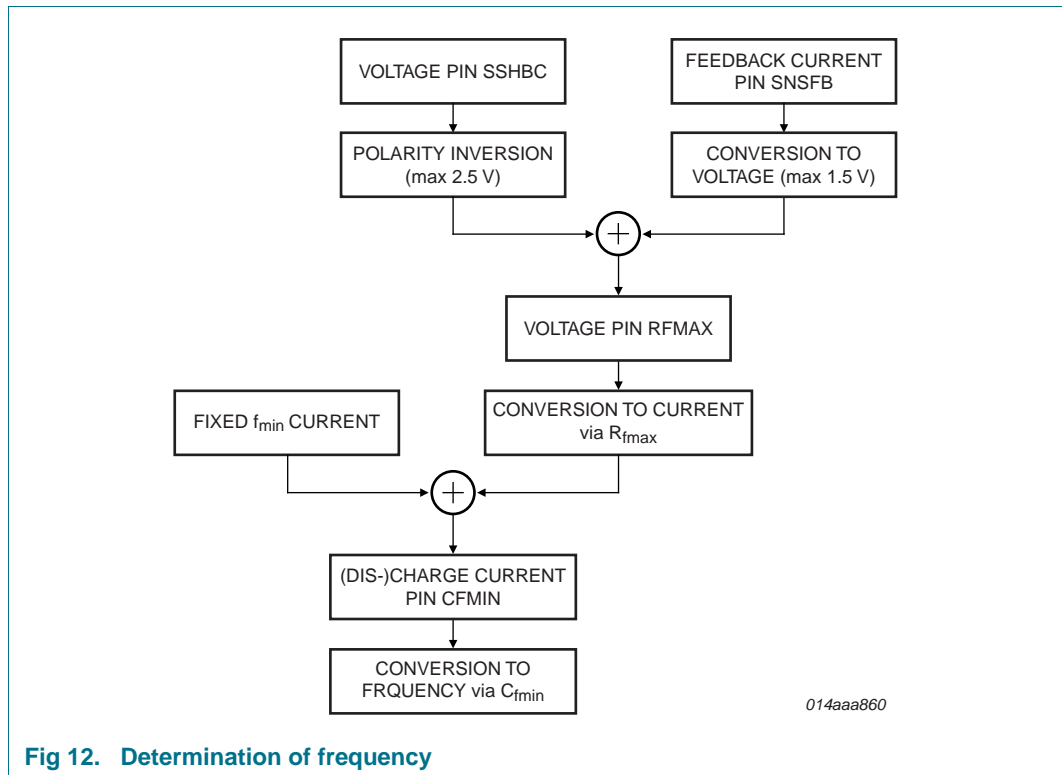 VOLTAGE PIN SSHBC
FEEDBACK CURRENT
PIN SNSFB
POLARITY INVERSION
(max 2.5 V)
CONVERSION TO
VOLTAGE (max 1.5 V)
+
VOLTAGE PIN RFMAX
FIXED fmin CURRENT
CONVERSION TO CURRENT
via Rfmax
+
(DIS-)CHARGE CURRENT
PIN CFMIN
CONVERSION TO
FRQUENCY via Cfmin
014aaa860
Fig 12. Determination of frequency